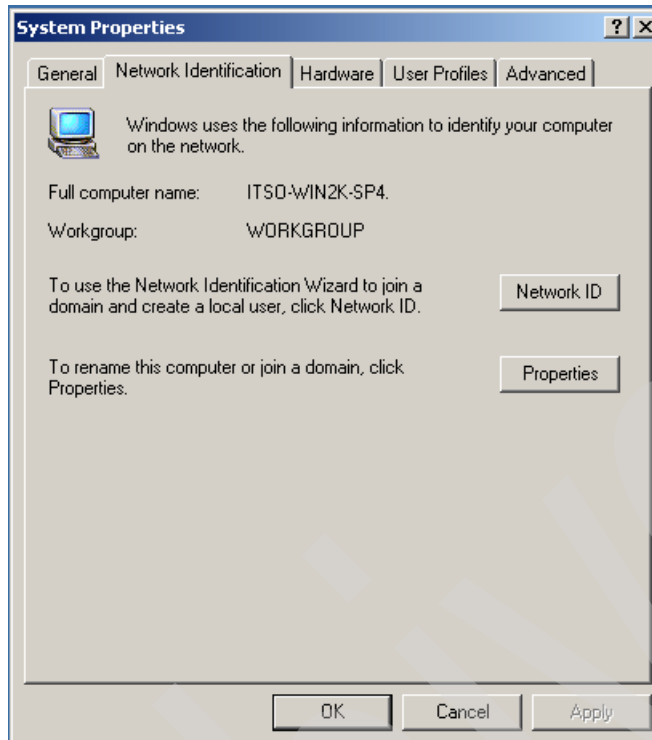 System Properties
General Network Identification Hardware User Profiles Advanced
Windows uses the following information to identify your computer
on the network.
Full computer name: ITSO-WIN2K-SP4.
Workgroup: WORKGROUP
To use the Network Identification Wizard to join a
domain and create a local user, click Network ID.
Network ID
To rename this computer or join a domain, click
Properties.
Properties
OK Cancel Apply